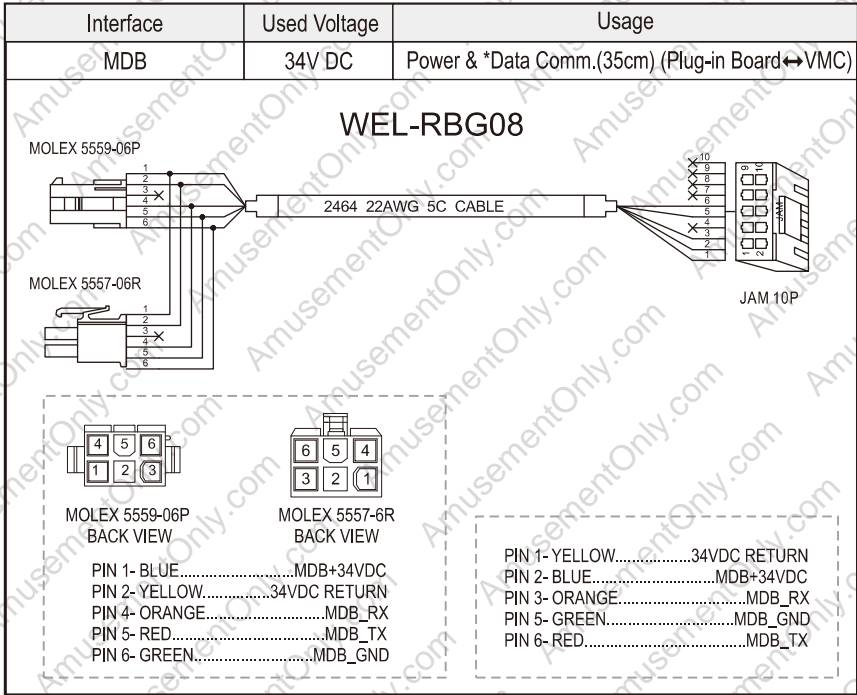 Interface Used Voltage Usage
MDB 34V DC Power & *Data Comm.(35cm) (Plug-in Board↔VMC)
WEL-RBG08
MOLEX 5559-06P
1
2
3
4
5
6
2464 22AWG 5C CABLE
10
9
8
7
6
5
4
3
2
1
9 10
JAM
1 2
JAM 10P
MOLEX 5557-06R
1
2
3
4
5
6
4 5 6
1 2 3
MOLEX 5559-06P
BACK VIEW
6 5 4
3 2 1
MOLEX 5557-6R
BACK VIEW
PIN 1- BLUE..............................MDB+34VDC
PIN 2- YELLOW.................34VDC RETURN
PIN 4- ORANGE...............................MDB_RX
PIN 5- RED........................................MDB_TX
PIN 6- GREEN...............................MDB_GND
PIN 1- YELLOW...................34VDC RETURN
PIN 2- BLUE................................MDB+34VDC
PIN 3- ORANGE.................................MDB_RX
PIN 5- GREEN.................................MDB_GND
PIN 6- RED..........................................MDB_TX
AmusementOnly.com